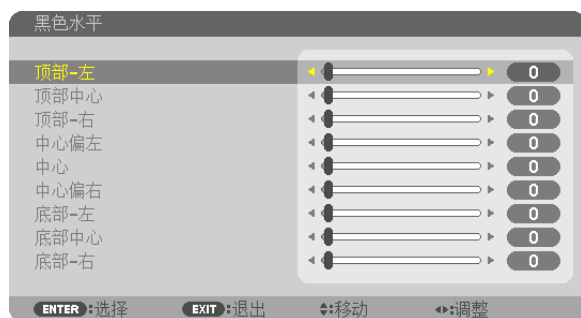 黑色水平
顶部-左 0
顶部中心 0
顶部-右 0
中心偏左 0
中心 0
中心偏右 0
底部-左 0
底部中心 0
底部-右 0
ENTER:选择 EXIT:退出 :移动 :调整